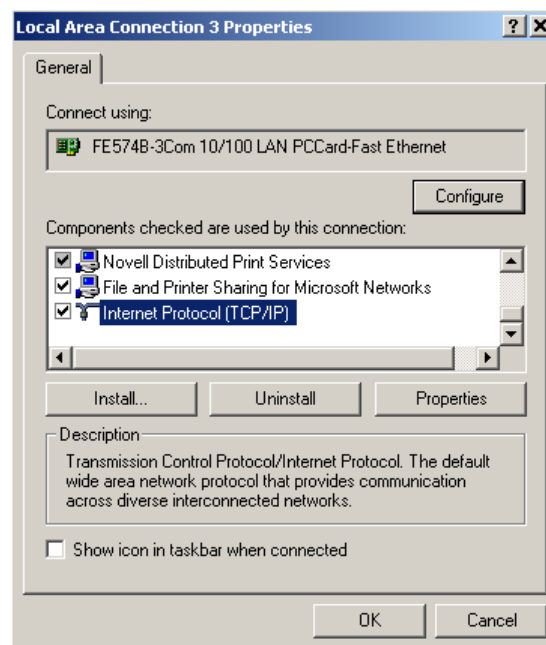 Local Area Connection 3 Properties
General
Connect using:
FE574B-3Com 10/100 LAN PCCard-Fast Ethernet
Configure
Components checked are used by this connection:
Novell Distributed Print Services
File and Printer Sharing for Microsoft Networks
Internet Protocol (TCP/IP)
Install...
Uninstall
Properties
Description
Transmission Control Protocol/Internet Protocol. The default
wide area network protocol that provides communication
across diverse interconnected networks.
Show icon in taskbar when connected
OK
Cancel